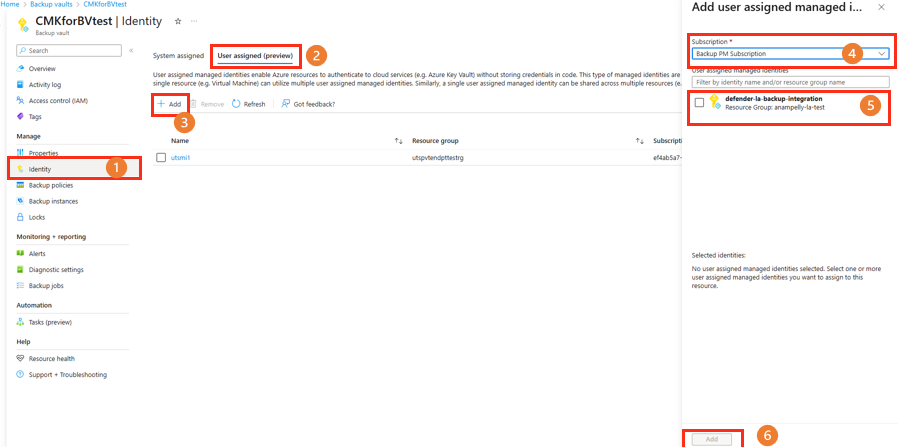 Home > Backup vaults > CMKforBVtest
CMKforBVtest | Identity ☆ ...
Backup vault
Search
«
Overview
Activity log
Access control (IAM)
Tags
Manage
Properties
Identity
1
Backup policies
Backup instances
Locks
Monitoring + reporting
Alerts
Diagnostic settings
Backup jobs
Automation
Tasks (preview)
Help
Resource health
Support + Troubleshooting
System assigned
User assigned (preview)
2
User assigned managed identities enable Azure resources to authenticate to cloud services (e.g. Azure Key Vault) without storing credentials in code. This type of managed identities are
single resource (e.g. Virtual Machine) can utilize multiple user assigned managed identities. Similarly, a single user assigned managed identity can be shared across multiple resources (e.
+ Add
Remove
Refresh
Got feedback?
3
Name
Resource group
Subscripti
utsmi1
utspvtendpttestrg
ef4ab5a7-
Add user assigned managed i...
Subscription *
Backup PM Subscription
4
User assigned managed identities
Filter by identity name and/or resource group name
defender-la-backup-integration
Resource Group: anampelly-la-test
5
Selected identities:
No user assigned managed identities selected. Select one or more
user assigned managed identities you want to assign to this
resource.
Add
6